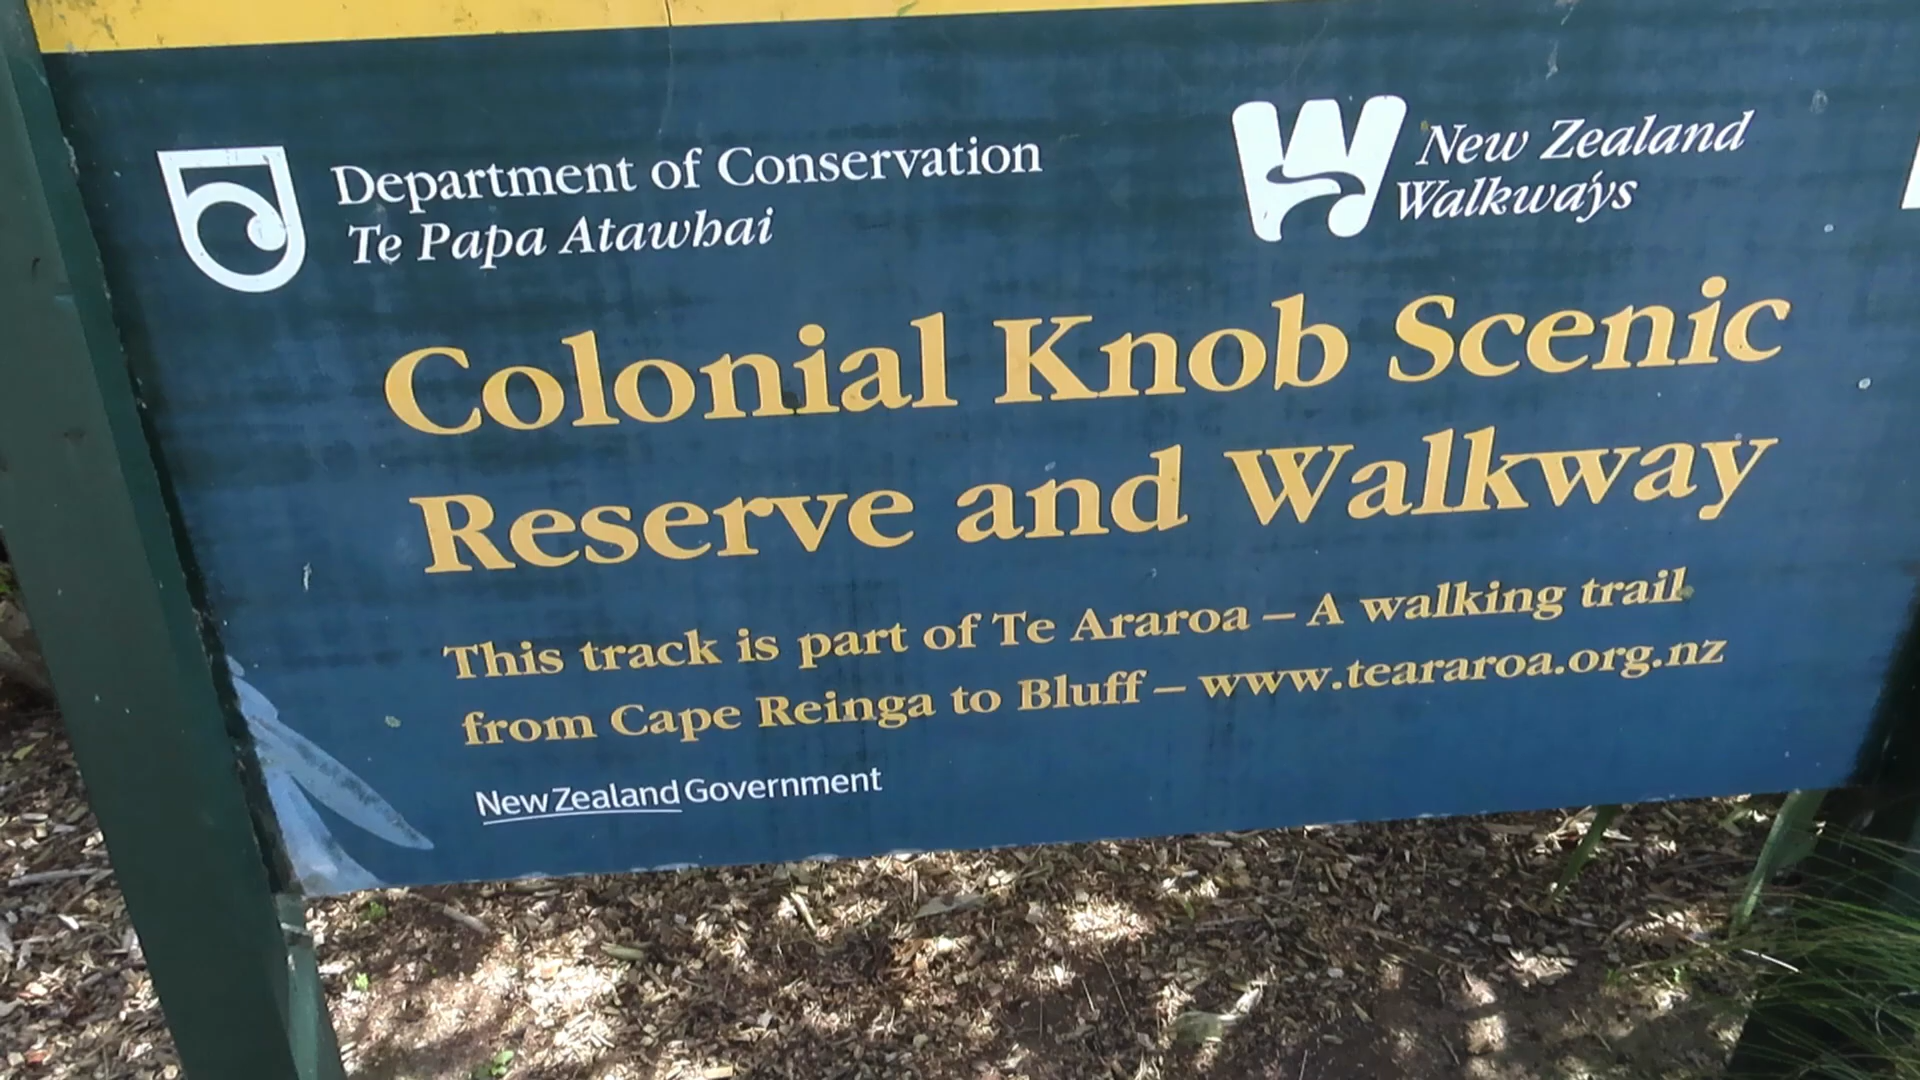 Department of Conservation
Te Papa Atawhai
New Zealand
Walkways
Colonial Knob Scenic
Reserve and Walkway
This track is part of Te Araroa – A walking trail
from Cape Reinga to Bluff – www.teararoa.org.nz
New Zealand Government